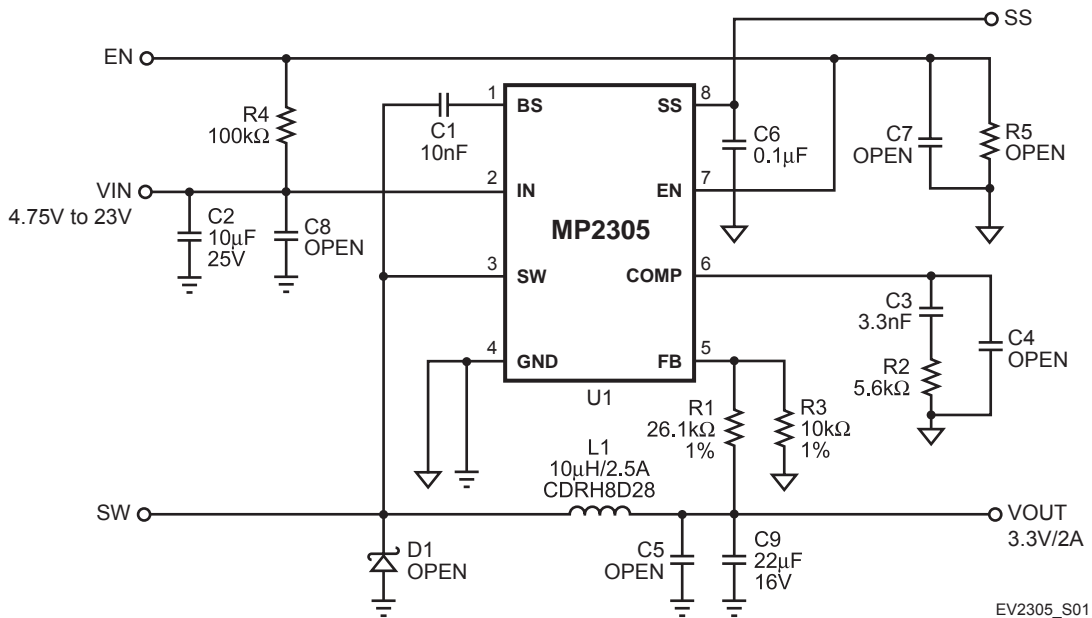 SS
EN
R4
100kΩ
1
BS
C1
10nF
SS
8
C6
0.1µF
C7
OPEN
R5
OPEN
VIN
4.75V to 23V
2
IN
EN
7
C2
10µF
25V
C8
OPEN
MP2305
3
SW
COMP
6
C3
3.3nF
C4
OPEN
R2
5.6kΩ
4
GND
FB
5
U1
R1
26.1kΩ
1%
R3
10kΩ
1%
L1
10µH/2.5A
CDRH8D28
SW
VOUT
3.3V/2A
D1
OPEN
C5
OPEN
C9
22µF
16V
EV2305_S01